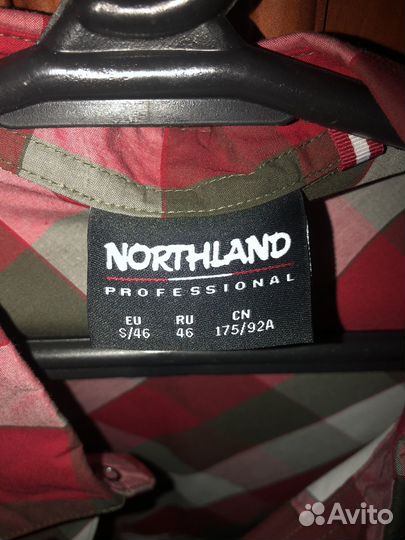 NORTHLAND
PROFESSIONAL
EU RU CN
S/46 46 175/92A
Avito